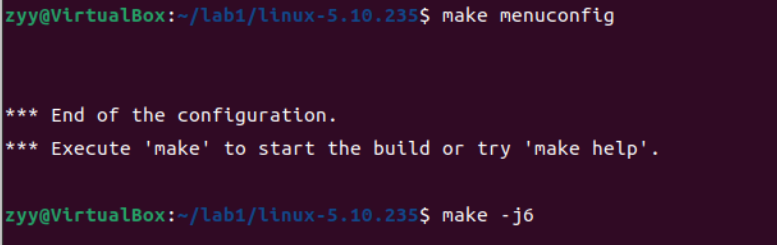 zyy@VirtualBox:~/lab1/linux-5.10.235$ make menuconfig
*** End of the configuration.
*** Execute 'make' to start the build or try 'make help'.
zyy@VirtualBox:~/lab1/linux-5.10.235$ make -j6